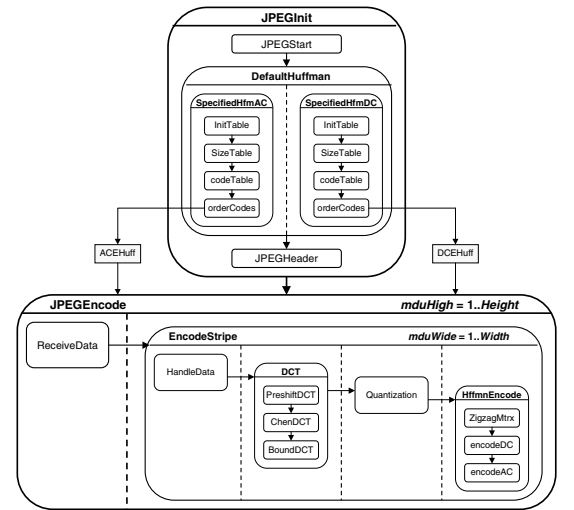 JPEGInit
JPEGStart
DefaultHuffman
SpecifiedHfmAC
InitTable
SizeTable
codeTable
orderCodes
SpecifiedHfmDC
InitTable
SizeTable
codeTable
orderCodes
ACEHuff
JPEGHeader
DCEHuff
JPEGEncode
mduHigh = 1..Height
ReceiveData
EncodeStripe
mduWide = 1..Width
HandleData
DCT
PreshiftDCT
ChenDCT
BoundDCT
Quantization
HffmnEncode
ZigzagMtrx
encodeDC
encodeAC